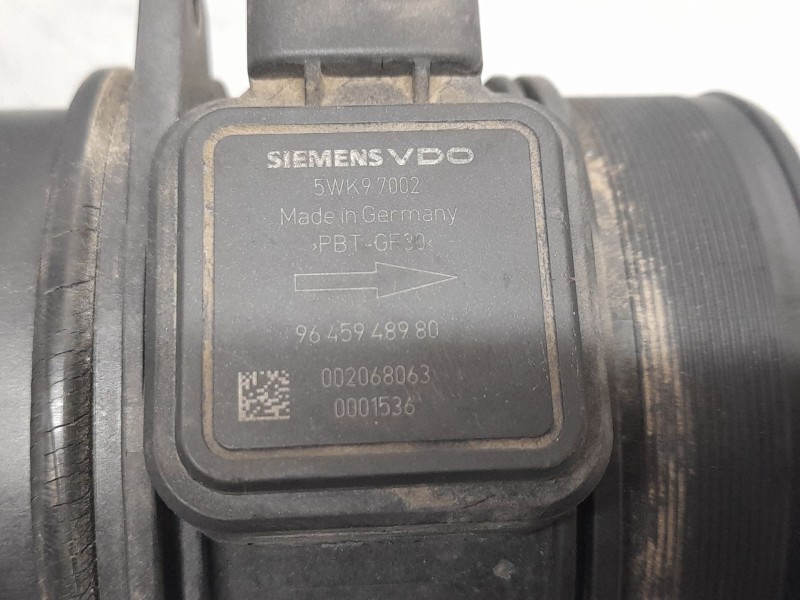 SIEMENS VDO
5WK9 7002
Made in Germany
›PBT-GF30‹
96 459 489 80
002068063
0001536